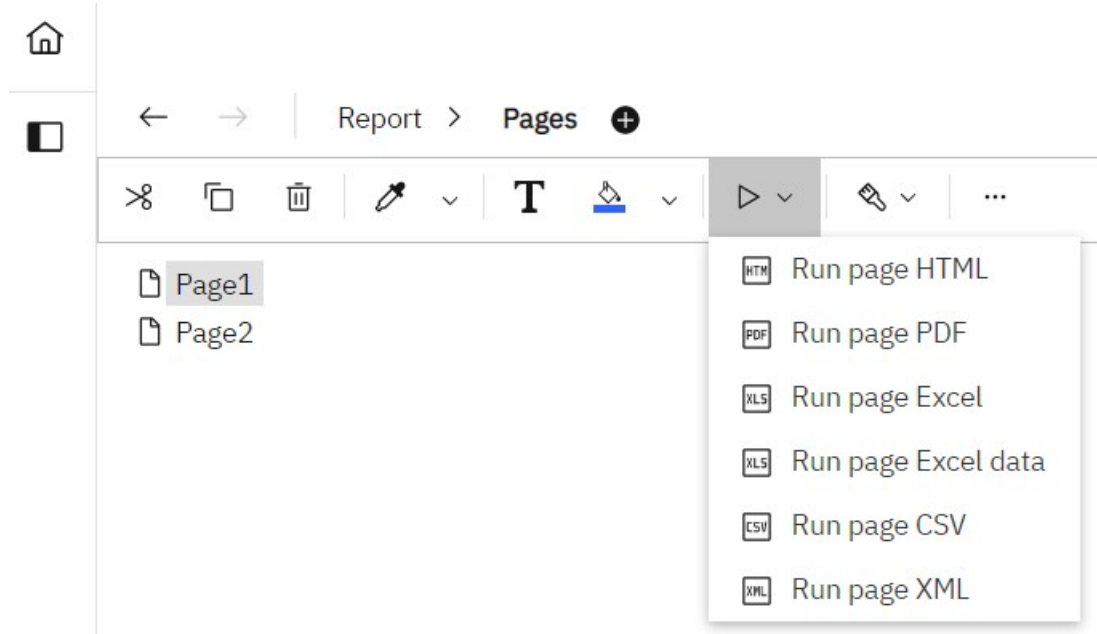 Report > Pages
T
Page1
Page2
HTM Run page HTML
PDF Run page PDF
XLS Run page Excel
XLS Run page Excel data
CSV Run page CSV
XML Run page XML